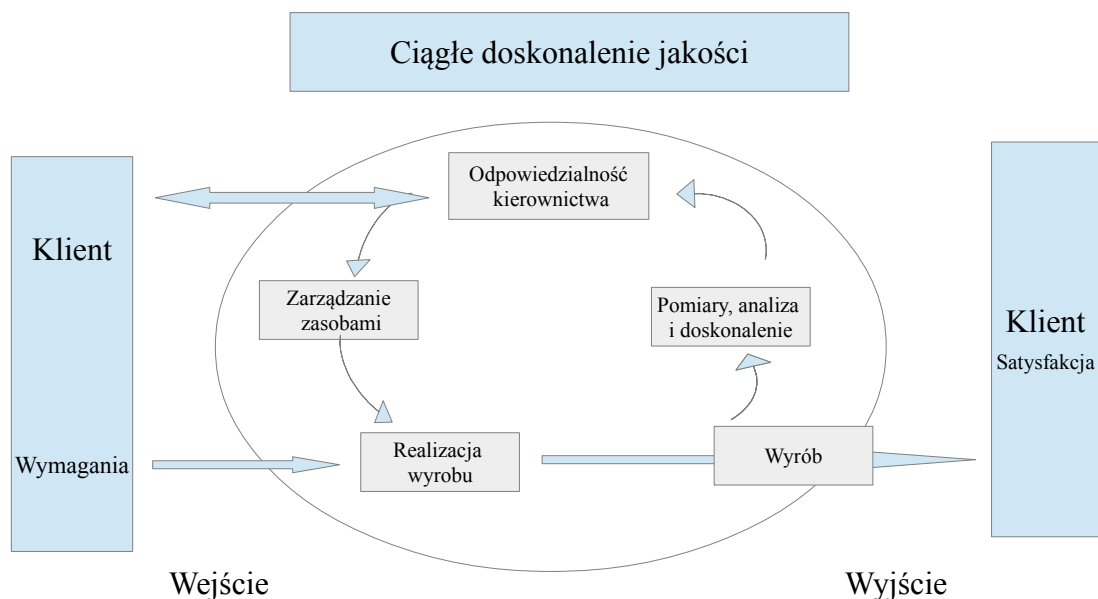 Ciągłe doskonalenie jakości
Odpowiedzialność
kierownictwa
Klient
Zarządzanie
zasobami
Pomiary, analiza
i doskonalenie
Klient
Satysfakcja
Wymagania
Realizacja
wyrobu
Wyrób
Wejście
Wyjście